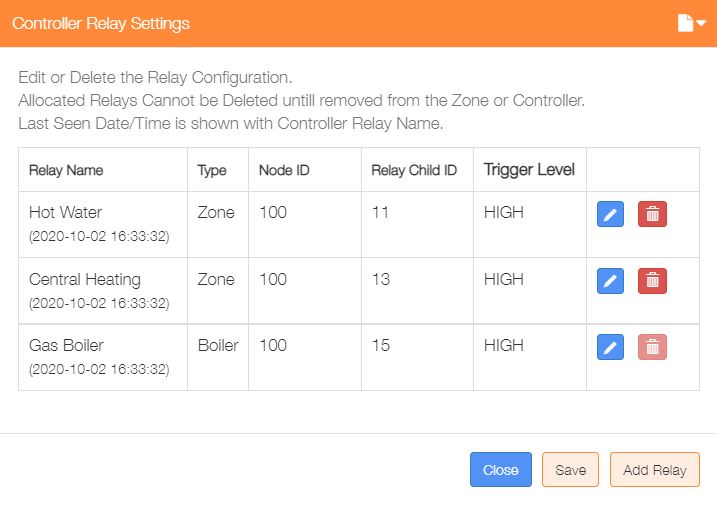 Controller Relay Settings
Edit or Delete the Relay Configuration.
Allocated Relays Cannot be Deleted untill removed from the Zone or Controller.
Last Seen Date/Time is shown with Controller Relay Name.
Relay Name Type Node ID Relay Child ID Trigger Level
Hot Water Zone 100 11 HIGH
(2020-10-02 16:33:32)
Central Heating Zone 100 13 HIGH
(2020-10-02 16:33:32)
Gas Boiler Boiler 100 15 HIGH
(2020-10-02 16:33:32)
Close Save Add Relay